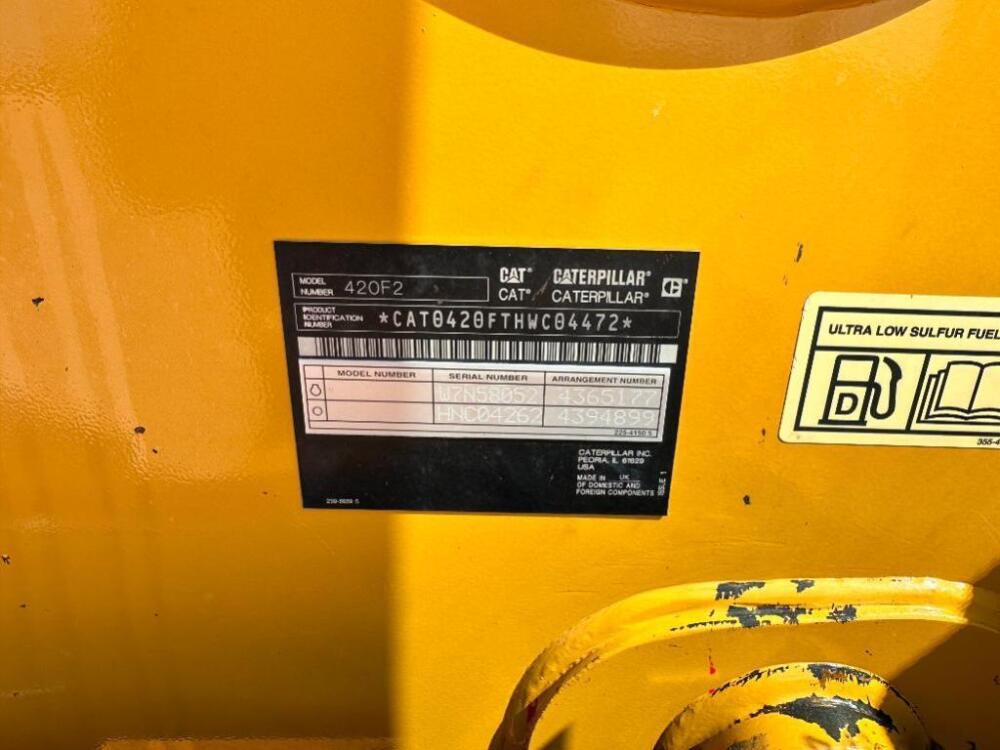 MODEL NUMBER 420F2
CAT® CATERPILLAR®
CAT® CATERPILLAR®
PRODUCT IDENTIFICATION NUMBER *CAT0420FTHWC04472*
MODEL NUMBER SERIAL NUMBER ARRANGEMENT NUMBER
W7N58052 4365177
HNC04262 4394899
CATERPILLAR INC.
PEORIA, IL 61629
USA
MADE IN UK
OF DOMESTIC AND
FOREIGN COMPONENTS
ULTRA LOW SULFUR FUEL
D
355-4